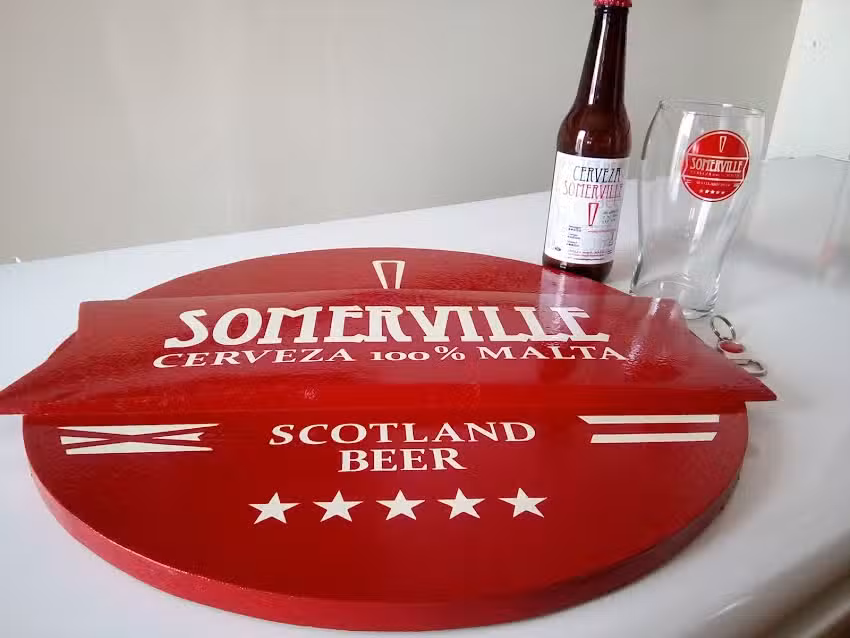 SOMERVILLE
CERVEZA 100% MALTA
SCOTLAND
BEER
CERVEZA
SOMERVILLE
SOMERVILLE